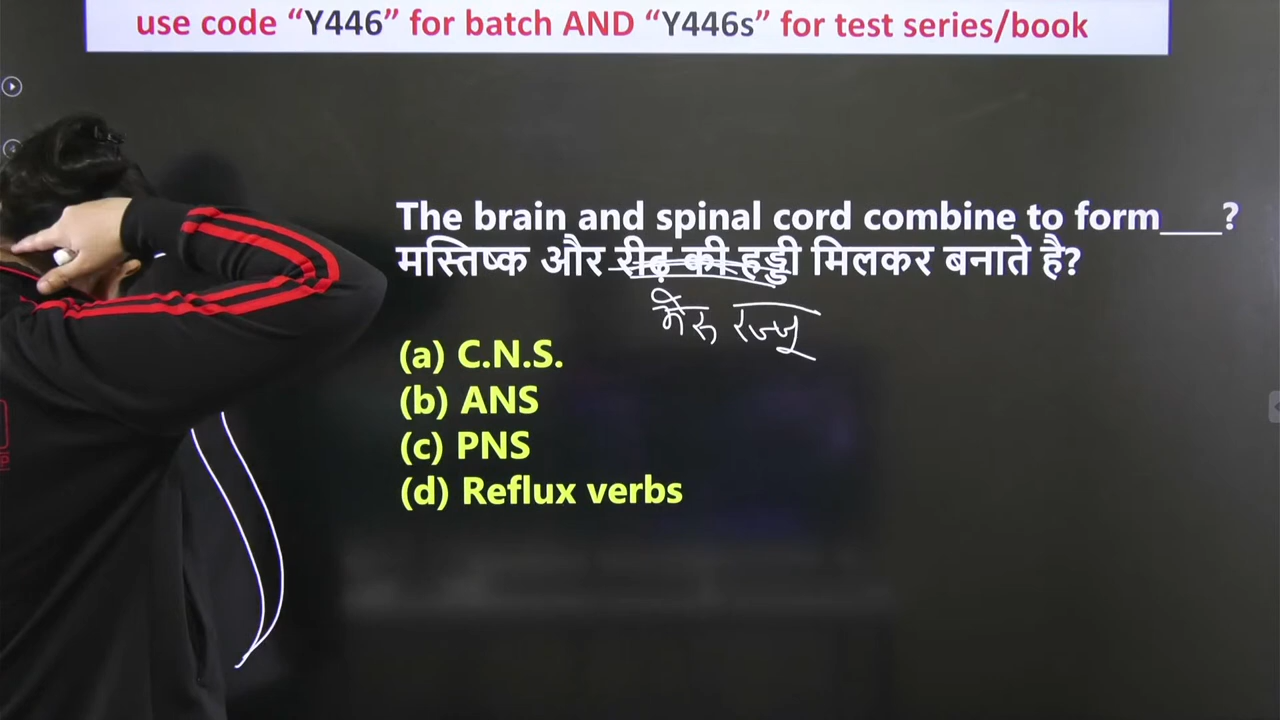 use code “Y446” for batch AND “Y446s” for test series/book
The brain and spinal cord combine to form___?
मस्तिष्क और रीढ़ की हड्डी मिलकर बनाते है?
मेरु रज्जू
(a) C.N.S.
(b) ANS
(c) PNS
(d) Reflux verbs